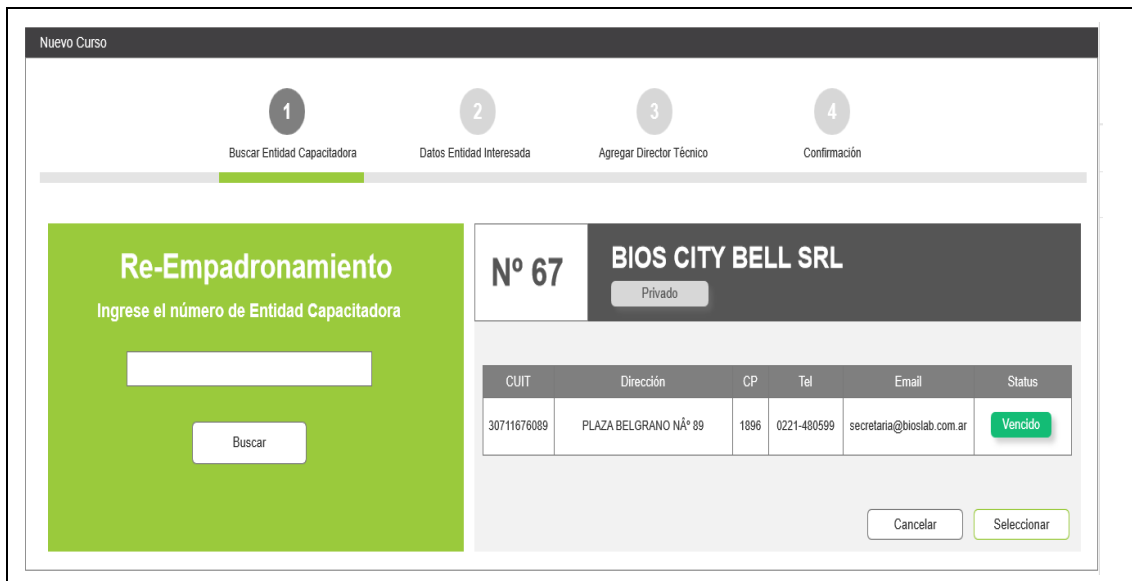 Nuevo Curso
1
2
3
4
Buscar Entidad Capacitadora
Datos Entidad Interesada
Agregar Director Técnico
Confirmación
Re-Empadronamiento
Ingrese el número de Entidad Capacitadora
Buscar
Nº 67
BIOS CITY BELL SRL
Privado
CUIT Dirección CP Tel Email Status
30711676089 PLAZA BELGRANO NÂº 89 1896 0221-480599 secretaria@bioslab.com.ar Vencido
Cancelar Seleccionar